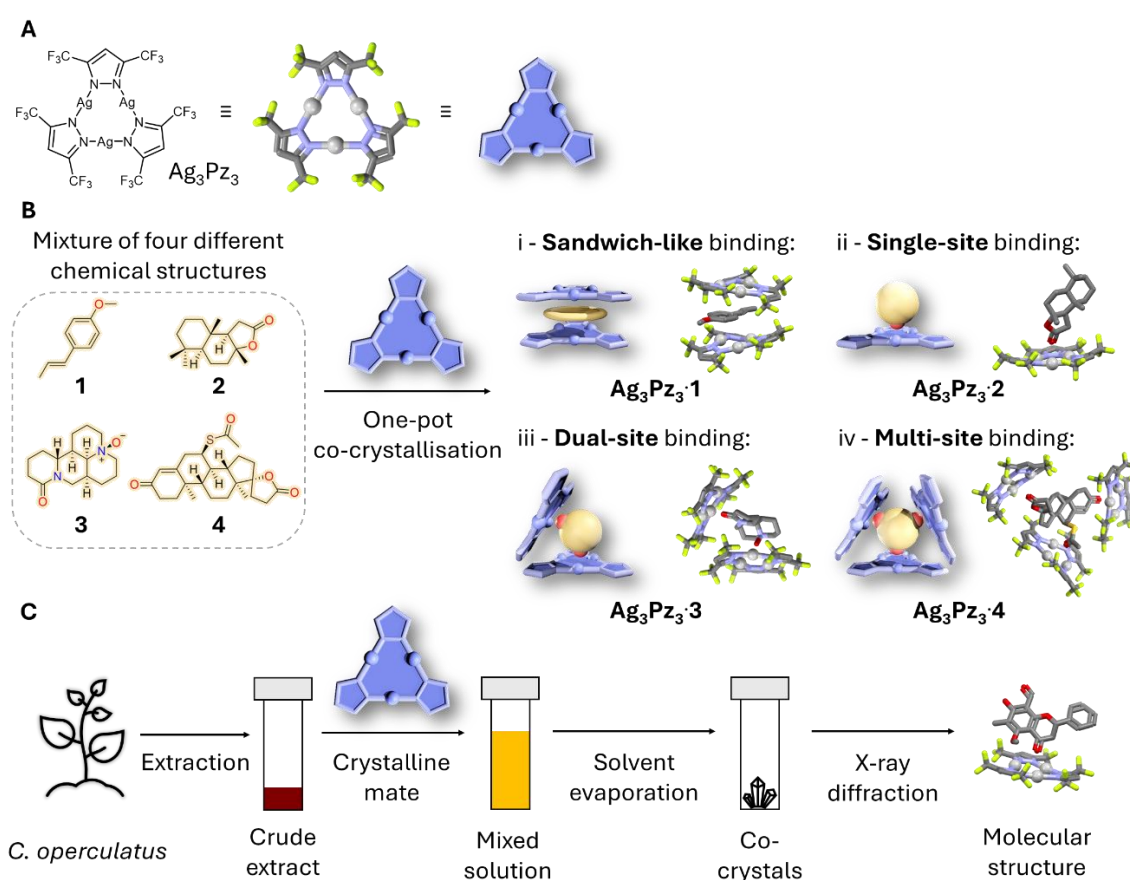 A
F₃C
CF₃
N
N
Ag
Ag
F₃C
CF₃
N
N
N
Ag
N
CF₃
F₃C
Ag₃Pz₃
≡
≡
B
Mixture of four different
chemical structures
O
1
O
O
H
H
2
H
H
N⁺
O⁻
N
H
H
O
3
O
S
H
H
H
O
O
O
4
One-pot
co-crystallisation
i - Sandwich-like binding:
Ag₃Pz₃·1
ii - Single-site binding:
Ag₃Pz₃·2
iii - Dual-site binding:
Ag₃Pz₃·3
iv - Multi-site binding:
Ag₃Pz₃·4
C
C. operculatus
Extraction
Crude
extract
Crystalline
mate
Mixed
solution
Solvent
evaporation
Co-
crystals
X-ray
diffraction
Molecular
structure